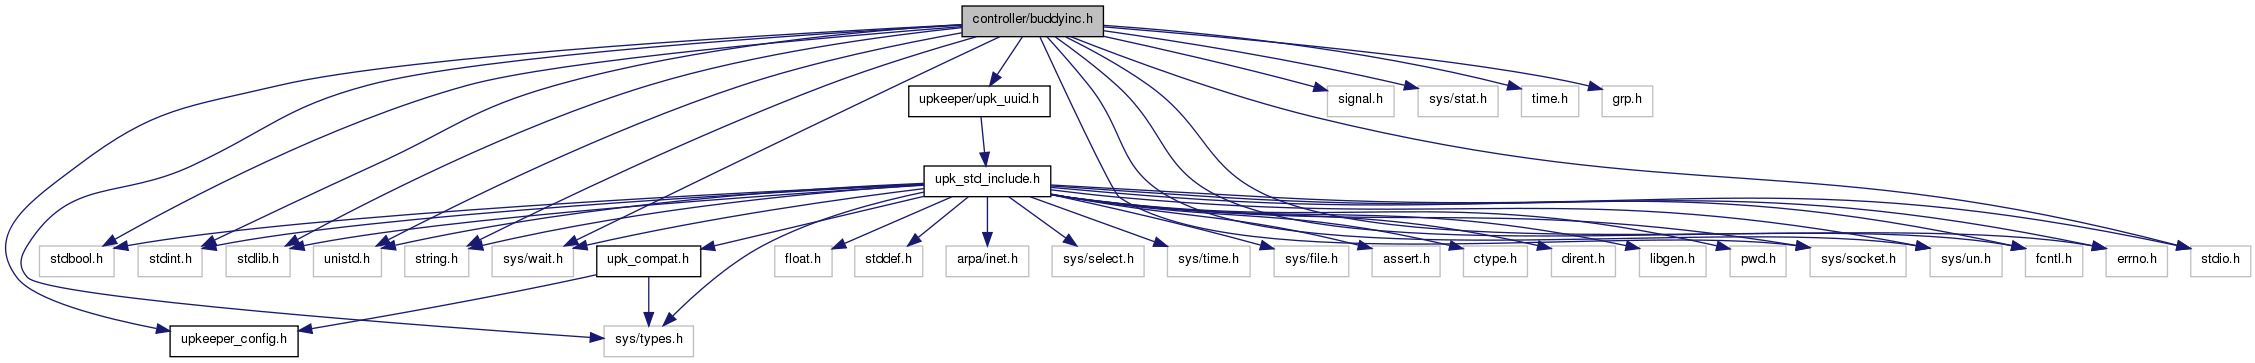 controller/buddyinc.h
upkeeper/upk_uuid.h
signal.h
sys/stat.h
time.h
grp.h
upk_std_include.h
stdbool.h
stdint.h
stdlib.h
unistd.h
string.h
sys/wait.h
upk_compat.h
float.h
stddef.h
arpa/inet.h
sys/select.h
sys/time.h
sys/file.h
assert.h
ctype.h
dirent.h
libgen.h
pwd.h
sys/socket.h
sys/un.h
fcntl.h
errno.h
stdio.h
upkeeper_config.h
sys/types.h